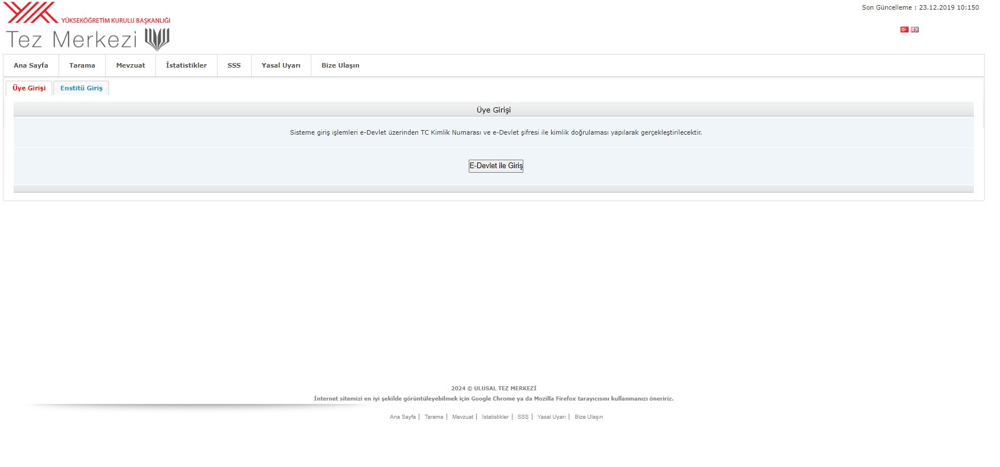 YÜKSEKÖĞRETİM KURULU BAŞKANLIĞI
Tez Merkezi
Son Güncelleme : 23.12.2019 10:150
Ana Sayfa Tarama Mevzuat İstatistikler SSS Yasal Uyarı Bize Ulaşın
Üye Girişi Enstitü Giriş
Üye Girişi
Sisteme giriş işlemleri e-Devlet üzerinden TC Kimlik Numarası ve e-Devlet şifresi ile kimlik doğrulaması yapılarak gerçekleştirilecektir.
E-Devlet ile Giriş
2024 © ULUSAL TEZ MERKEZİ
İnternet sitemizi en iyi şekilde görüntüleyebilmek için Google Chrome ya da Mozilla Firefox tarayıcısını kullanmanızı öneririz.
Ana Sayfa | Tarama | Mevzuat | İstatistikler | SSS | Yasal Uyarı | Bize Ulaşın